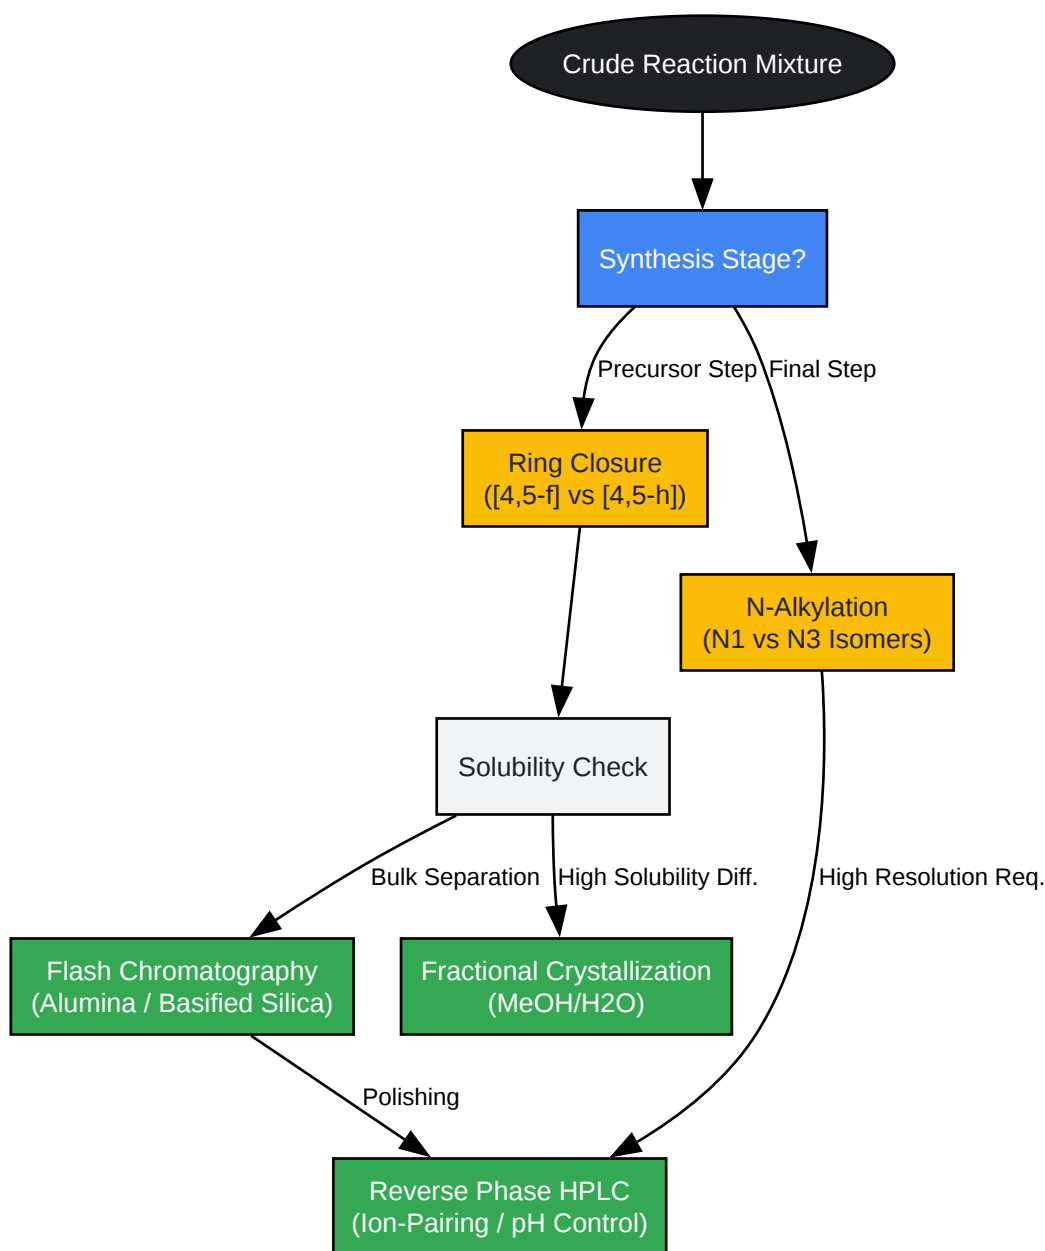 Crude Reaction Mixture
Synthesis Stage?
Precursor Step
Final Step
Ring Closure
([4,5-f] vs [4,5-h])
N-Alkylation
(N1 vs N3 Isomers)
Solubility Check
Bulk Separation
High Solubility Diff.
High Resolution Req.
Flash Chromatography
(Alumina / Basified Silica)
Fractional Crystallization
(MeOH/H2O)
Polishing
Reverse Phase HPLC
(Ion-Pairing / pH Control)